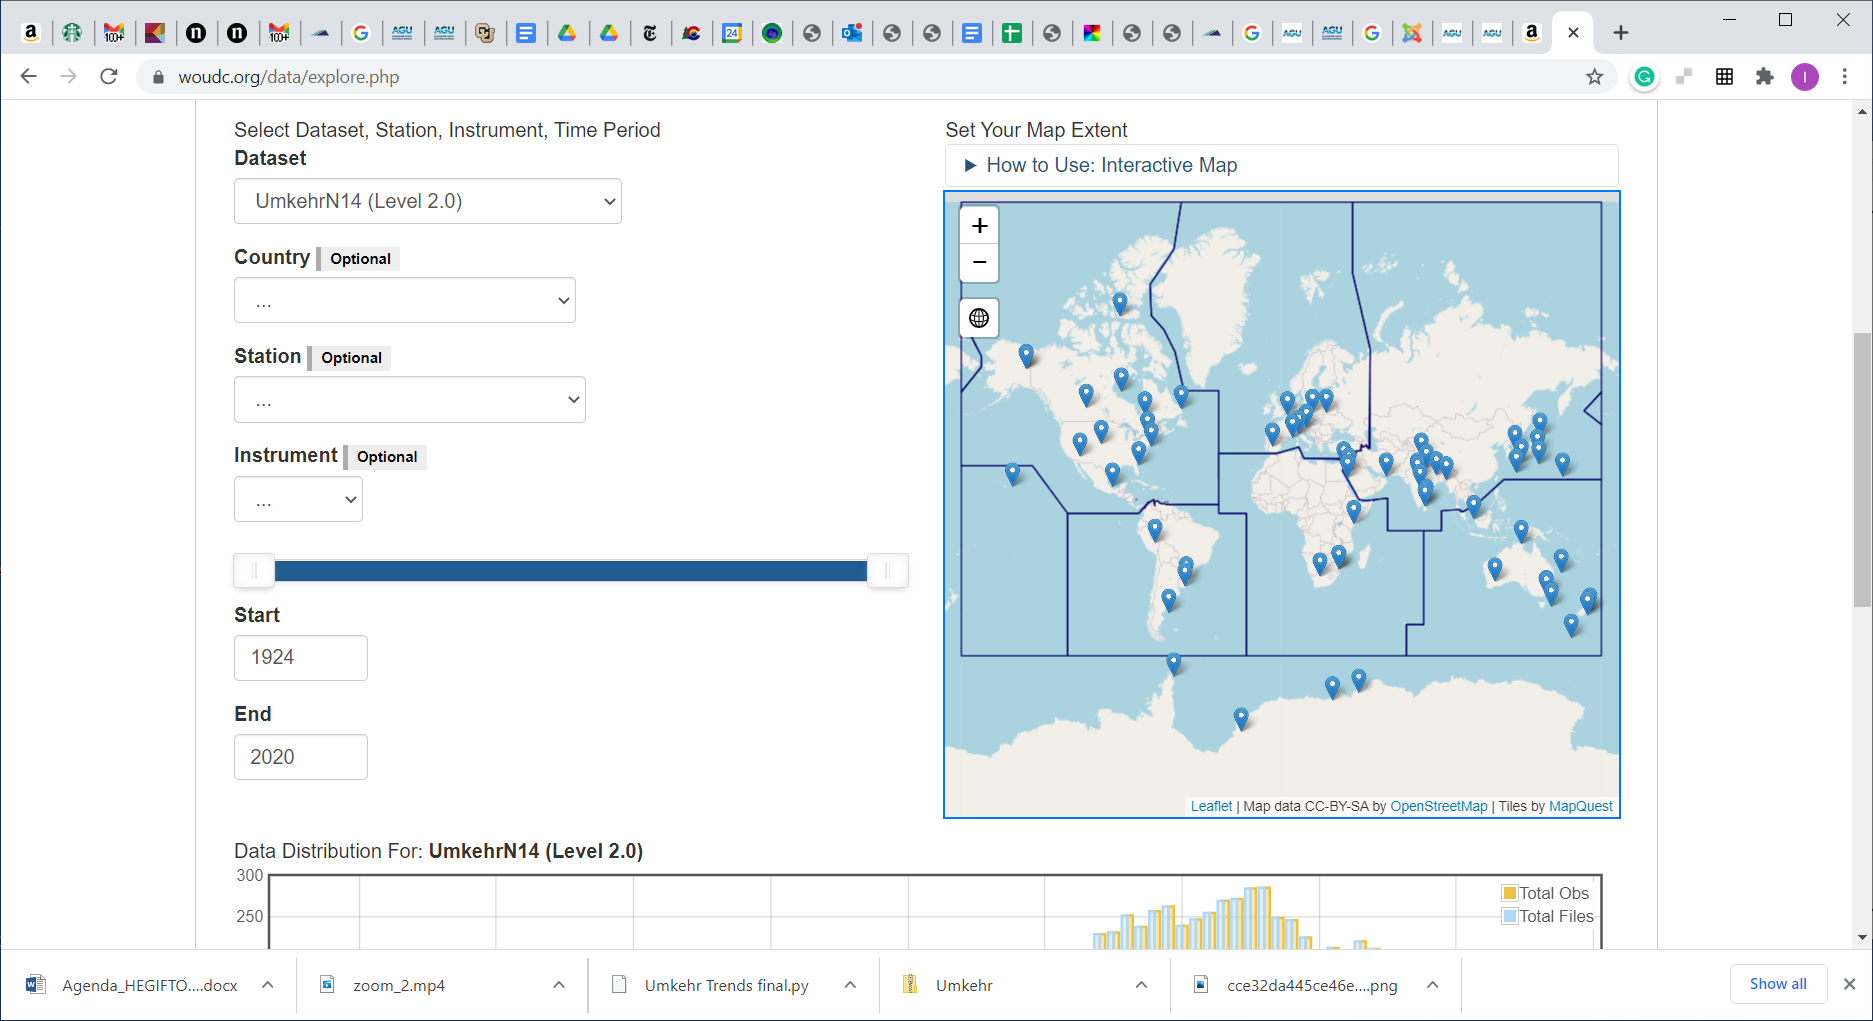 woudc.org/data/explore.php
Select Dataset, Station, Instrument, Time Period
Dataset
UmkehrN14 (Level 2.0)
Country Optional
...
Station Optional
...
Instrument Optional
...
Start
1924
End
2020
Set Your Map Extent
How to Use: Interactive Map
+
−
Leaflet | Map data CC-BY-SA by OpenStreetMap | Tiles by MapQuest
Data Distribution For: UmkehrN14 (Level 2.0)
300
250
Total Obs
Total Files
Agenda_HEGIFTO....docx
zoom_2.mp4
Umkehr Trends final.py
Umkehr
cce32da445ce46e....png
Show all